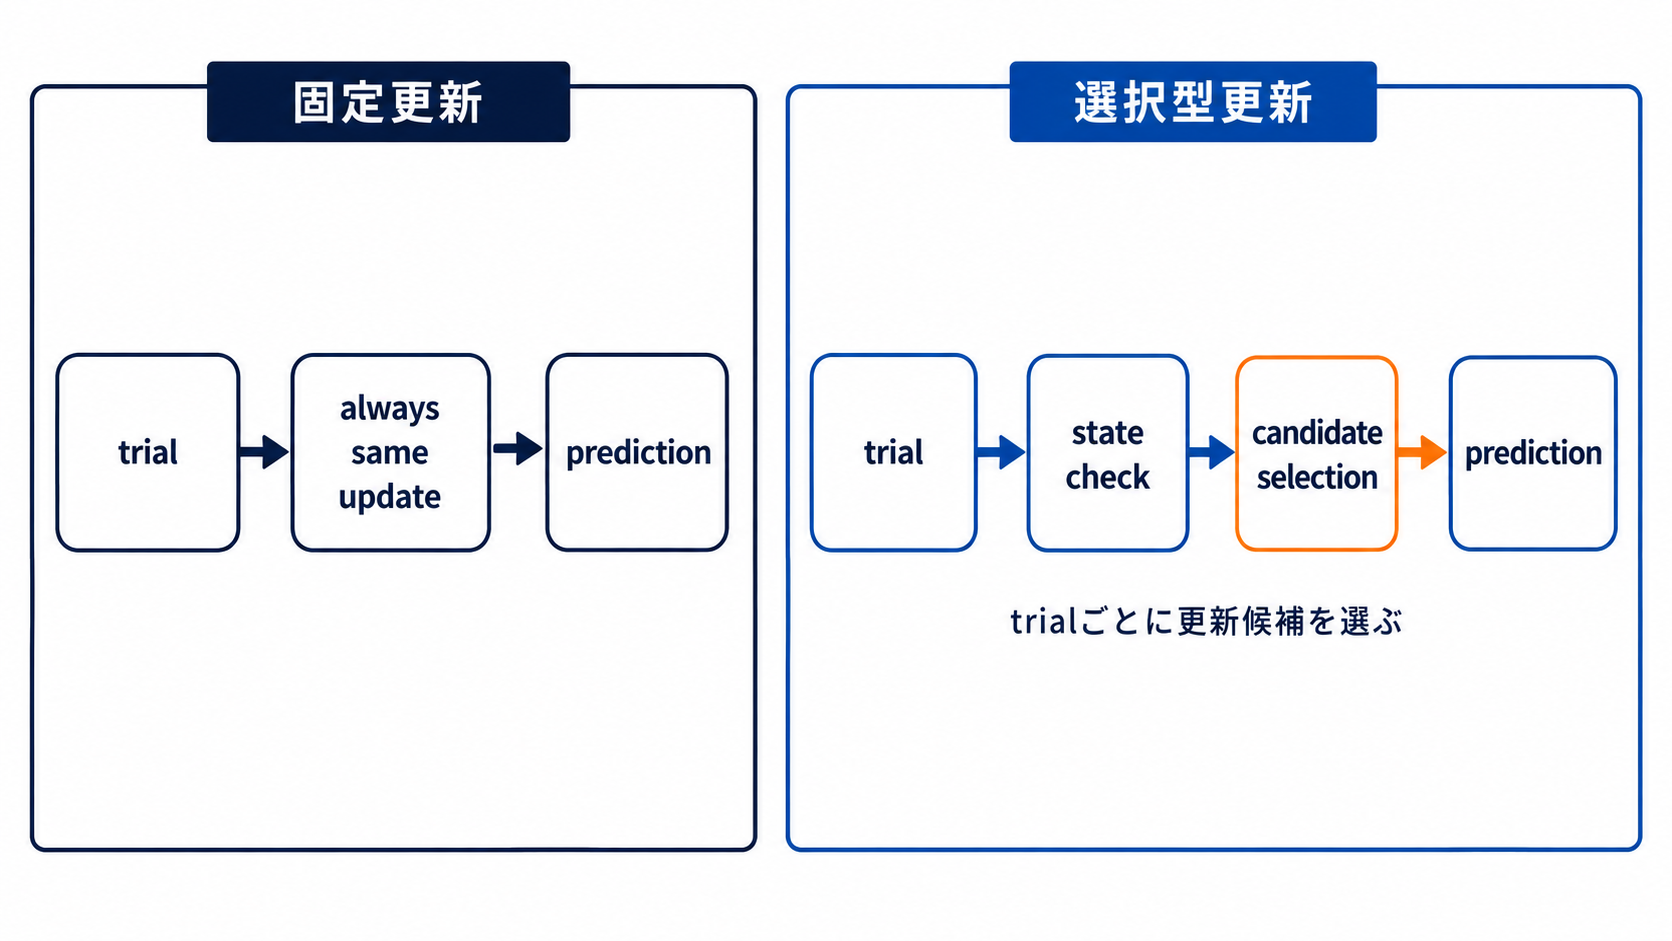 固定更新
trial
always
same
update
prediction
選択型更新
trial
state
check
candidate
selection
prediction
trialごとに更新候補を選ぶ